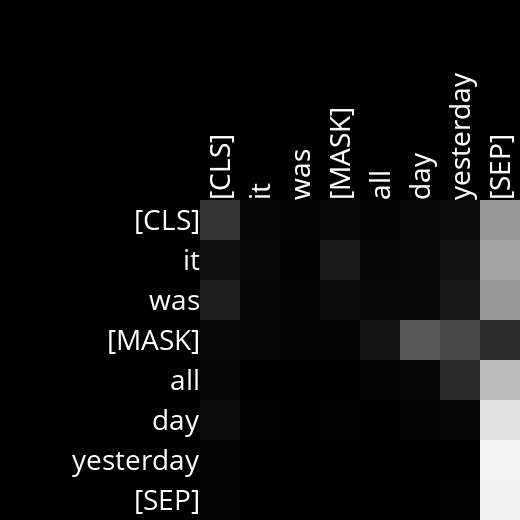 [CLS] it was [MASK] all day yesterday [SEP]
[CLS]
it
was
[MASK]
all
day
yesterday
[SEP]